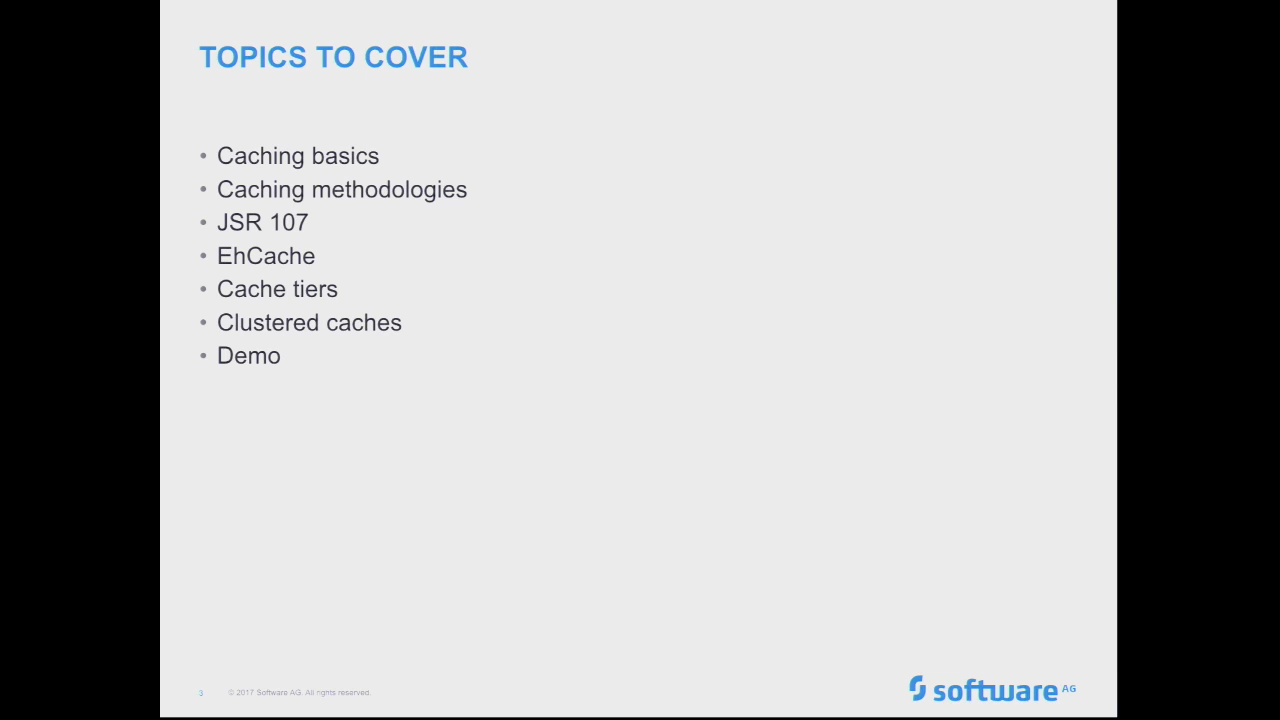 TOPICS TO COVER
• Caching basics
• Caching methodologies
• JSR 107
• EhCache
• Cache tiers
• Clustered caches
• Demo
3 © 2017 Software AG. All rights reserved.
software AG